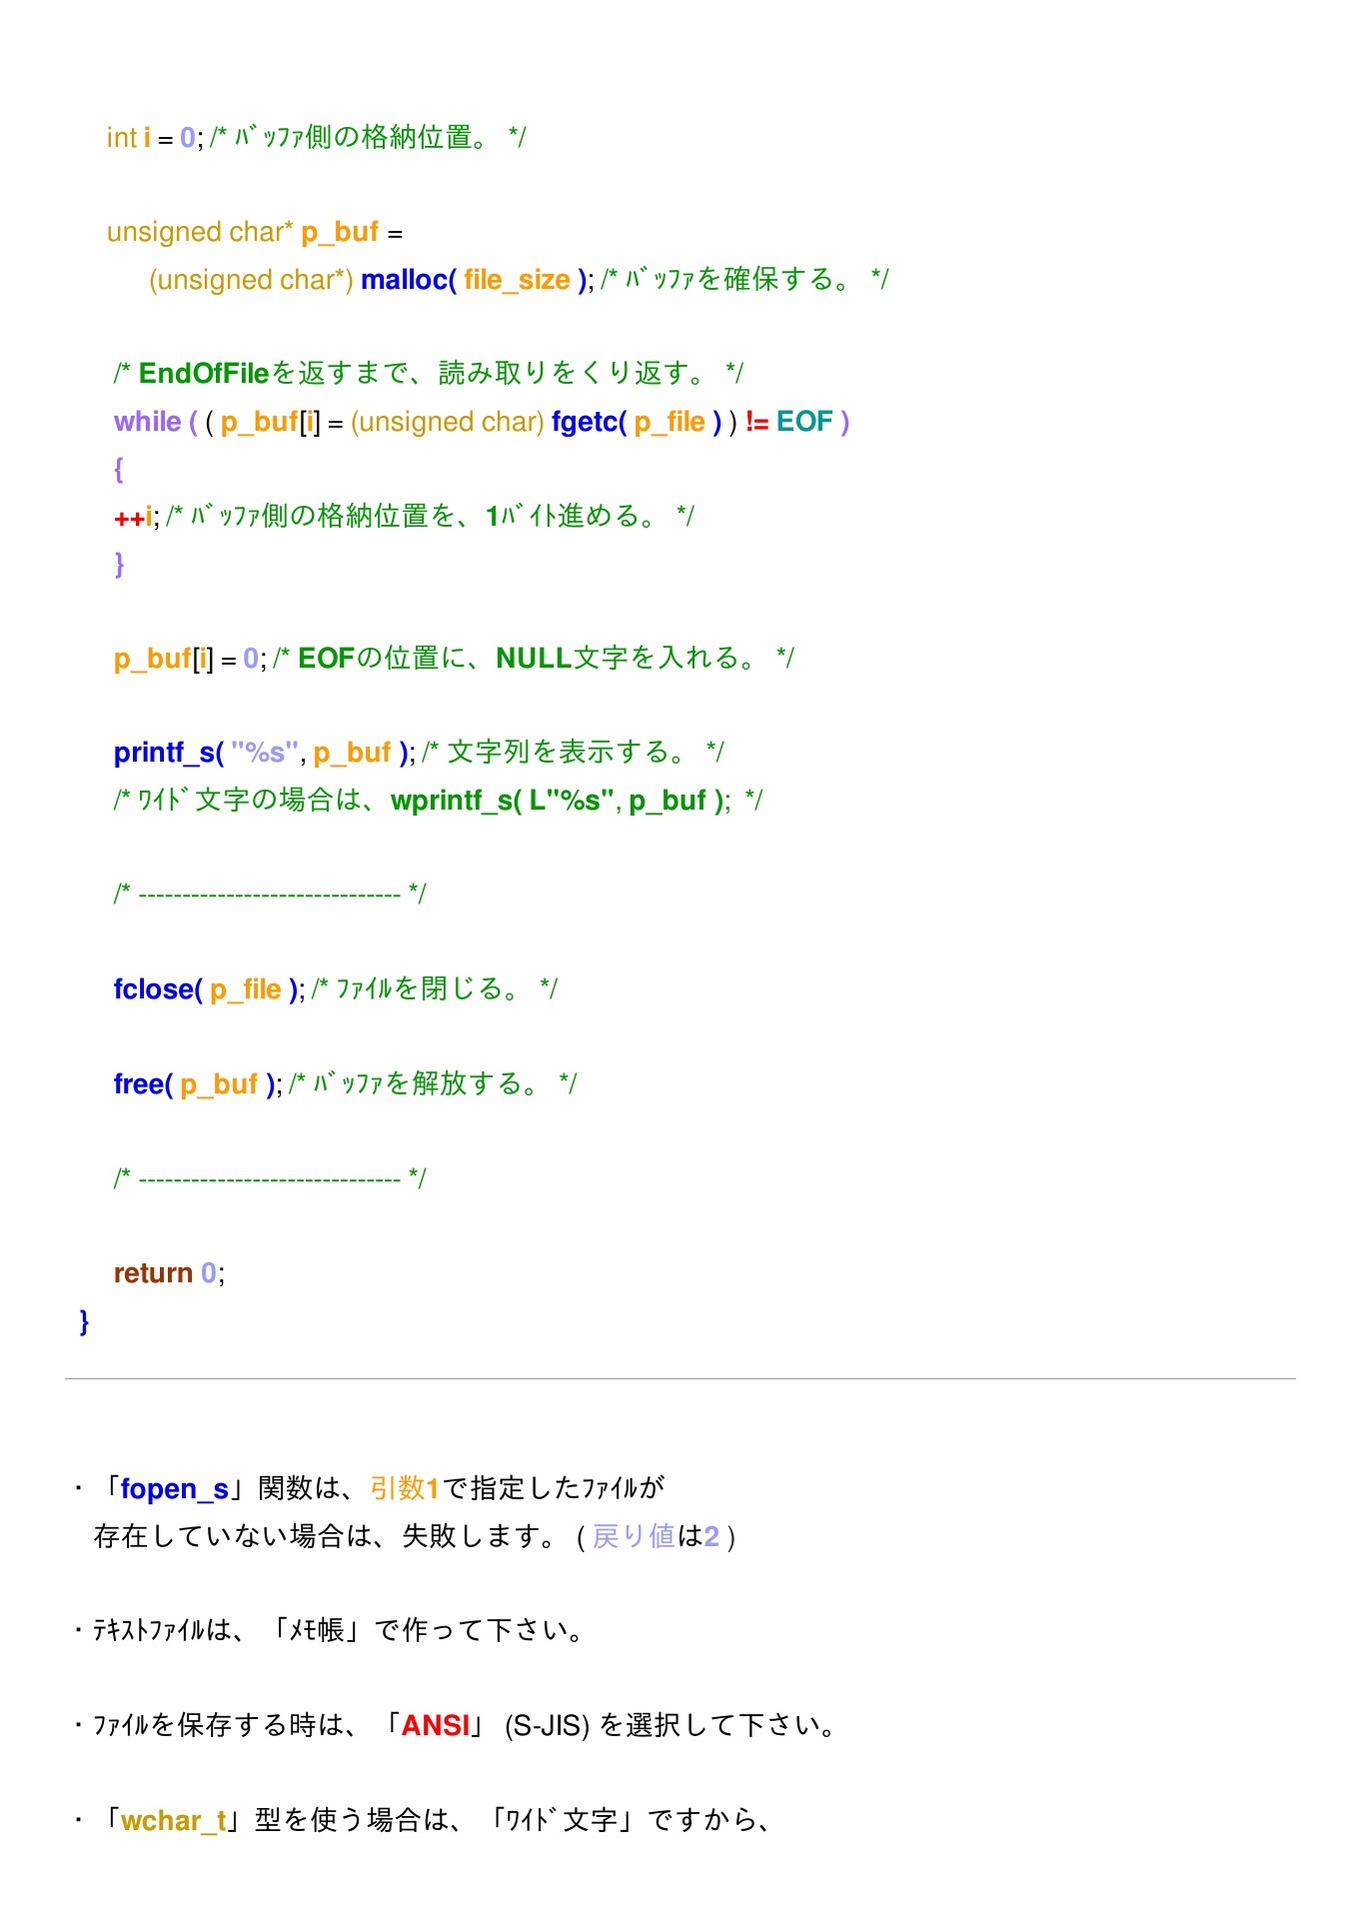 int i = 0; /* ﾊﾞｯﾌｧ側の格納位置。 */
unsigned char* p_buf =
(unsigned char*) malloc( file_size ); /* ﾊﾞｯﾌｧを確保する。 */
/* EndOfFileを返すまで、読み取りをくり返す。 */
while ( ( p_buf[i] = (unsigned char) fgetc( p_file ) ) != EOF )
{
++i; /* ﾊﾞｯﾌｧ側の格納位置を、1ﾊﾞｲﾄ進める。 */
}
p_buf[i] = 0; /* EOFの位置に、NULL文字を入れる。 */
printf_s( "%s", p_buf ); /* 文字列を表示する。 */
/* ﾜｲﾄﾞ文字の場合は、wprintf_s( L"%s", p_buf ); */
/* ------------------------------ */
fclose( p_file ); /* ﾌｧｲﾙを閉じる。 */
free( p_buf ); /* ﾊﾞｯﾌｧを解放する。 */
/* ------------------------------ */
return 0;
}
・「fopen_s」関数は、引数1で指定したﾌｧｲﾙが
存在していない場合は、失敗します。 ( 戻り値は2 )
・ﾃｷｽﾄﾌｧｲﾙは、「ﾒﾓ帳」で作って下さい。
・ﾌｧｲﾙを保存する時は、「ANSI」 (S-JIS) を選択して下さい。
・「wchar_t」型を使う場合は、「ﾜｲﾄﾞ文字」ですから、